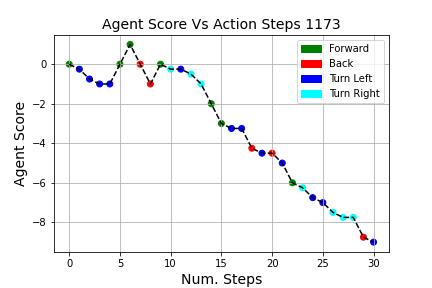 Agent Score Vs Action Steps 1173
Forward
Back
Turn Left
Turn Right
Agent Score
0
−2
−4
−6
−8
0 5 10 15 20 25 30
Num. Steps